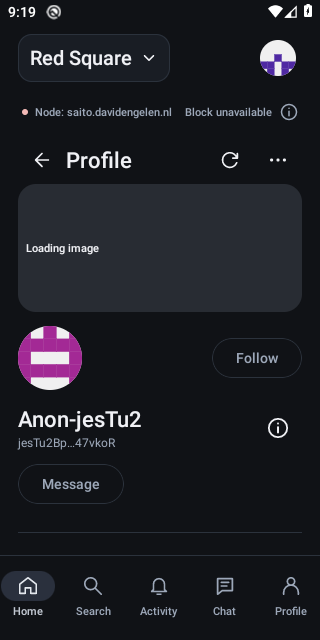 9:19
Red Square
Node: saito.davidengelen.nl Block unavailable
Profile
Loading image
Follow
Anon-jesTu2
jesTu2Bp...47vkoR
Message
Home Search Activity Chat Profile